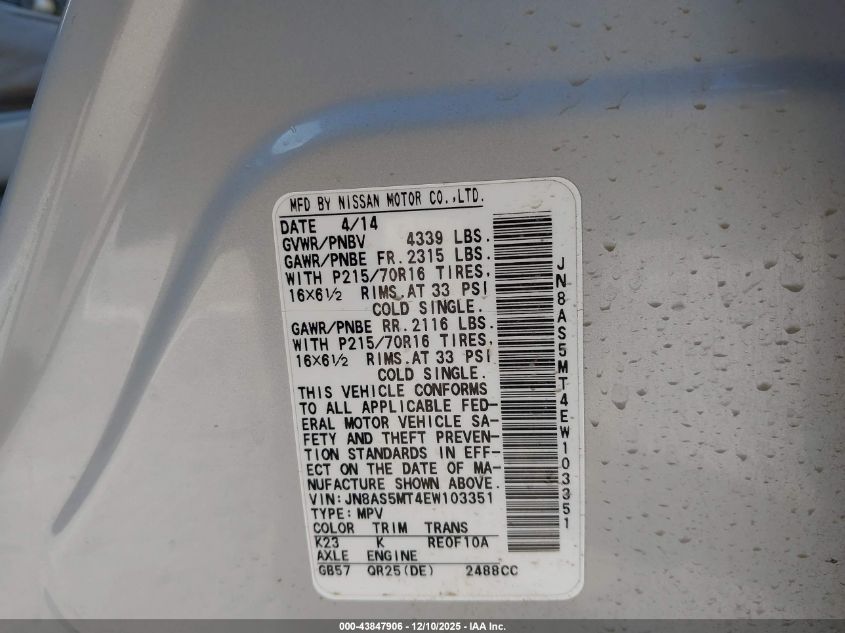 MFD BY NISSAN MOTOR CO.,LTD.
DATE 4/14
GVWR/PNBV 4339 LBS.
GAWR/PNBE FR. 2315 LBS.
WITH P215/70R16 TIRES,
16X6½ RIMS.AT 33 PSI
COLD SINGLE.
GAWR/PNBE RR. 2116 LBS.
WITH P215/70R16 TIRES,
16X6½ RIMS.AT 33 PSI
COLD SINGLE.
THIS VEHICLE CONFORMS
TO ALL APPLICABLE FED-
ERAL MOTOR VEHICLE SA-
FETY AND THEFT PREVEN-
TION STANDARDS IN EFF-
ECT ON THE DATE OF MA-
NUFACTURE SHOWN ABOVE.
VIN:JN8AS5MT4EW103351
TYPE:MPV
COLOR TRIM TRANS
K23 K RE0F10A
AXLE ENGINE
GB57 QR25(DE) 2488CC
JN8AS5MT4EW103351
000-43847906 - 12/10/2025 - IAA Inc.